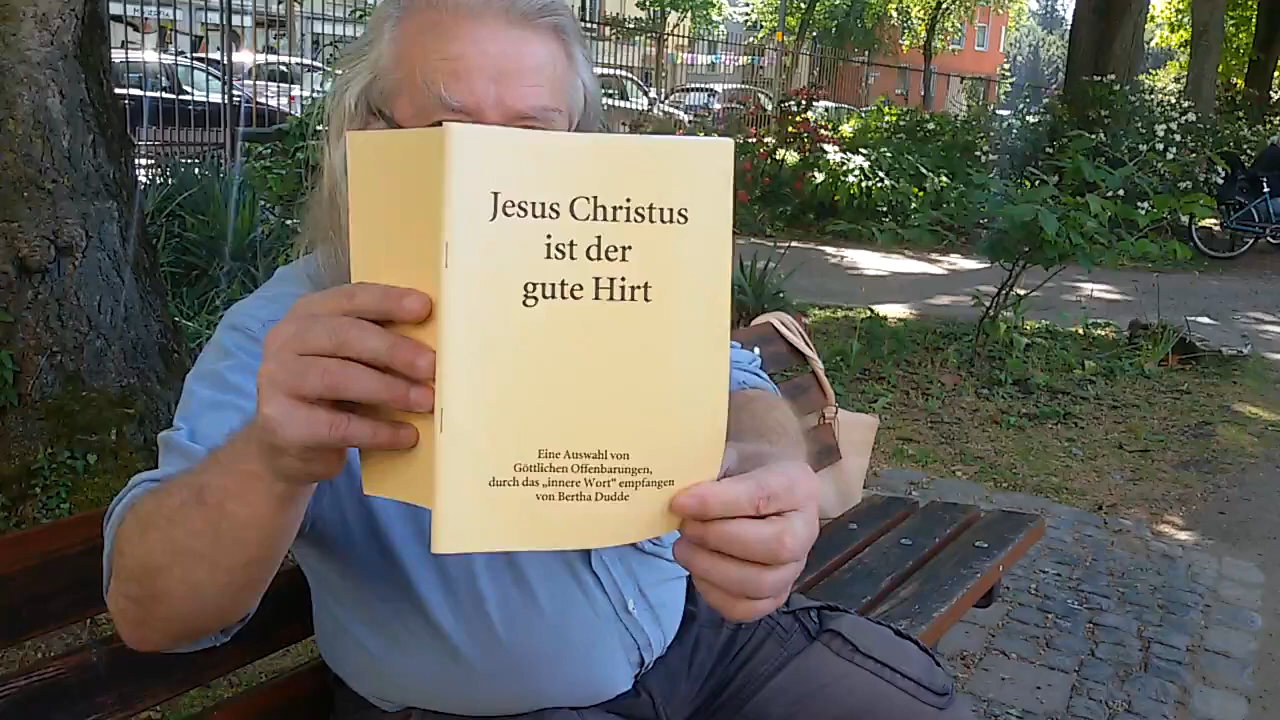 Jesus Christus
ist der
gute Hirt
Eine Auswahl von
Göttlichen Offenbarungen,
durch das „innere Wort“ empfangen
von Bertha Dudde